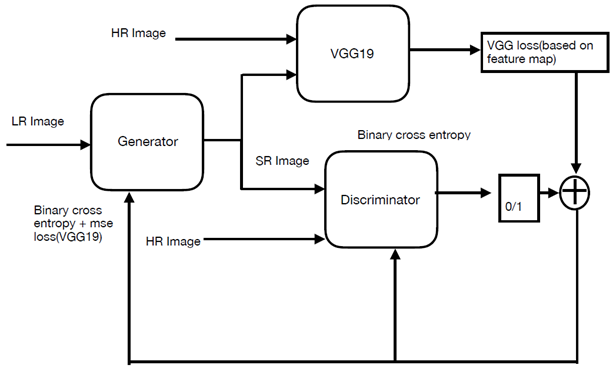 HR Image
VGG19
VGG loss(based on
feature map)
LR Image
Generator
Binary cross entropy
SR Image
Discriminator
0/1
Binary cross
entropy + mse
loss(VGG19)
HR Image